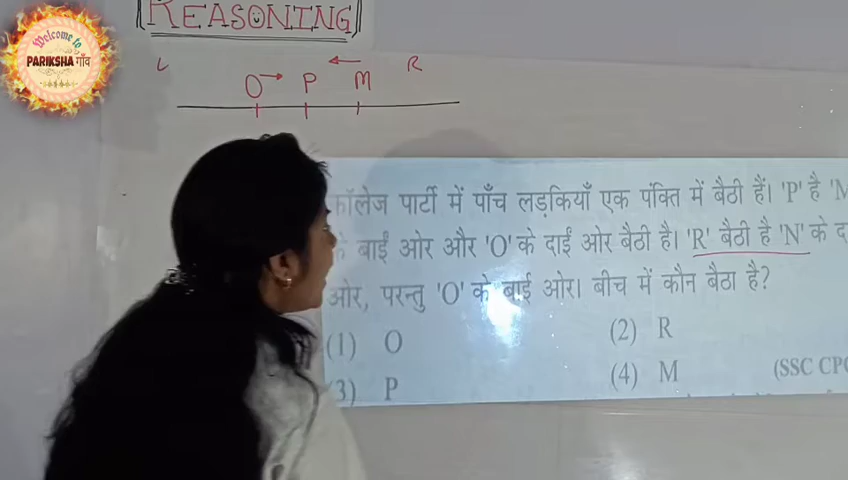 REASONING
Welcome to
PARIKSHA गाँव
L O P M R
कॉलेज पार्टी में पाँच लड़कियाँ एक पंक्ति में बैठी हैं। 'P' है 'M
के बाईं ओर और 'O' के दाईं ओर बैठी है। 'R' बैठी है 'N' के द
ओर, परन्तु 'O' के बाईं ओर। बीच में कौन बैठा है?
(1) O (2) R
(3) P (4) M (SSC CPO